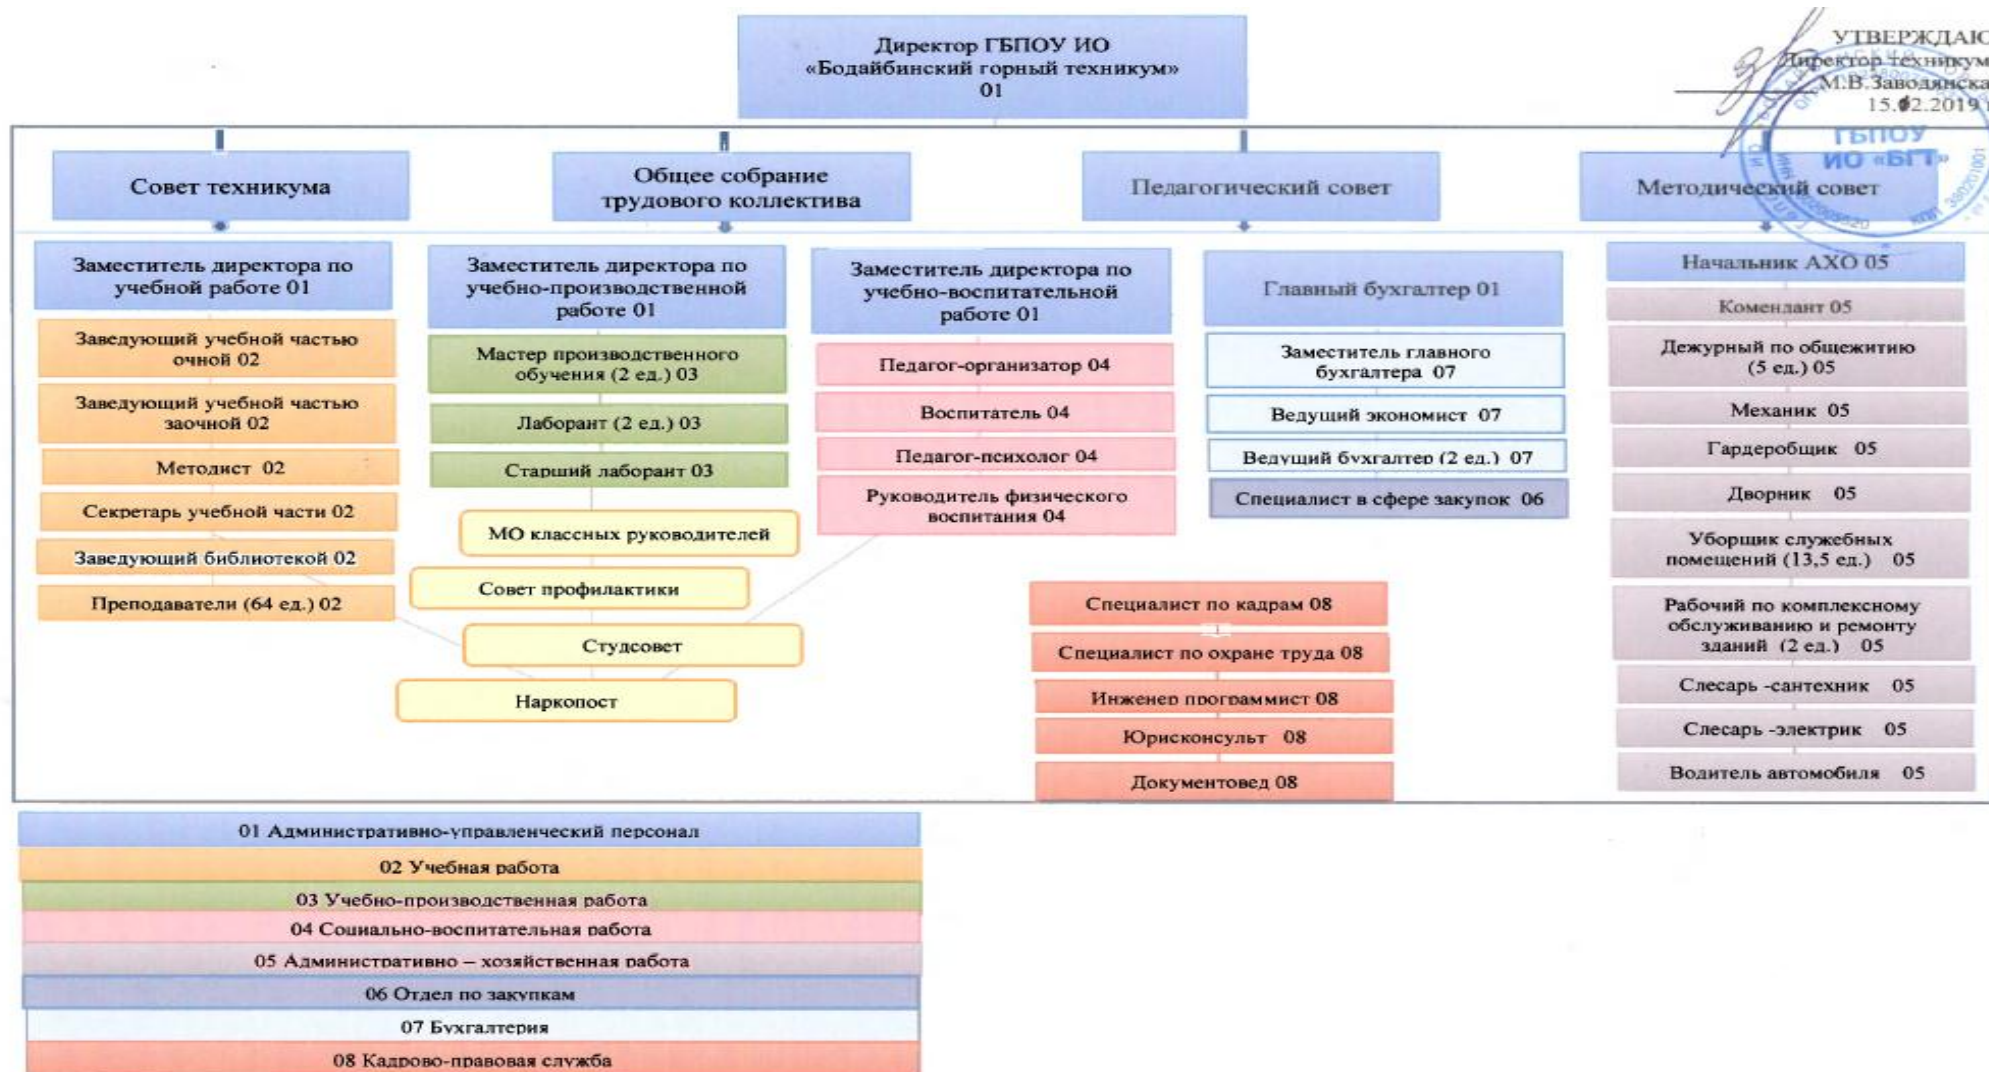 Директор ГБПОУ ИО
«Бодайбинский горный техникум»
01
УТВЕРЖДАЮ
Директор техникум
М.В.Заводянска
15.02.2019 г
ГБПОУ
ИО «БГТ»
Совет техникума
Общее собрание
трудового коллектива
Педагогический совет
Методический совет
Заместитель директора по
учебной работе 01
Заведующий учебной частью
очной 02
Заведующий учебной частью
заочной 02
Методист 02
Секретарь учебной части 02
Заведующий библиотекой 02
Преподаватели (64 ед.) 02
Заместитель директора по
учебно-производственной
работе 01
Мастер производственного
обучения (2 ед.) 03
Лаборант (2 ед.) 03
Старший лаборант 03
МО классных руководителей
Совет профилактики
Студсовет
Наркопост
Заместитель директора по
учебно-воспитательной
работе 01
Педагог-организатор 04
Воспитатель 04
Педагог-психолог 04
Руководитель физического
воспитания 04
Главный бухгалтер 01
Заместитель главного
бухгалтера 07
Ведущий экономист 07
Ведущий бухгалтер (2 ед.) 07
Специалист в сфере закупок 06
Специалист по кадрам 08
Специалист по охране труда 08
Инженер программист 08
Юрисконсульт 08
Документовед 08
Начальник АХО 05
Комендант 05
Дежурный по общежитию
(5 ед.) 05
Механик 05
Гардеробщик 05
Дворник 05
Уборщик служебных
помещений (13,5 ед.) 05
Рабочий по комплексному
обслуживанию и ремонту
зданий (2 ед.) 05
Слесарь -сантехник 05
Слесарь -электрик 05
Водитель автомобиля 05
01 Административно-управленческий персонал
02 Учебная работа
03 Учебно-производственная работа
04 Социально-воспитательная работа
05 Административно – хозяйственная работа
06 Отдел по закупкам
07 Бухгалтерия
08 Кадрово-правовая служба